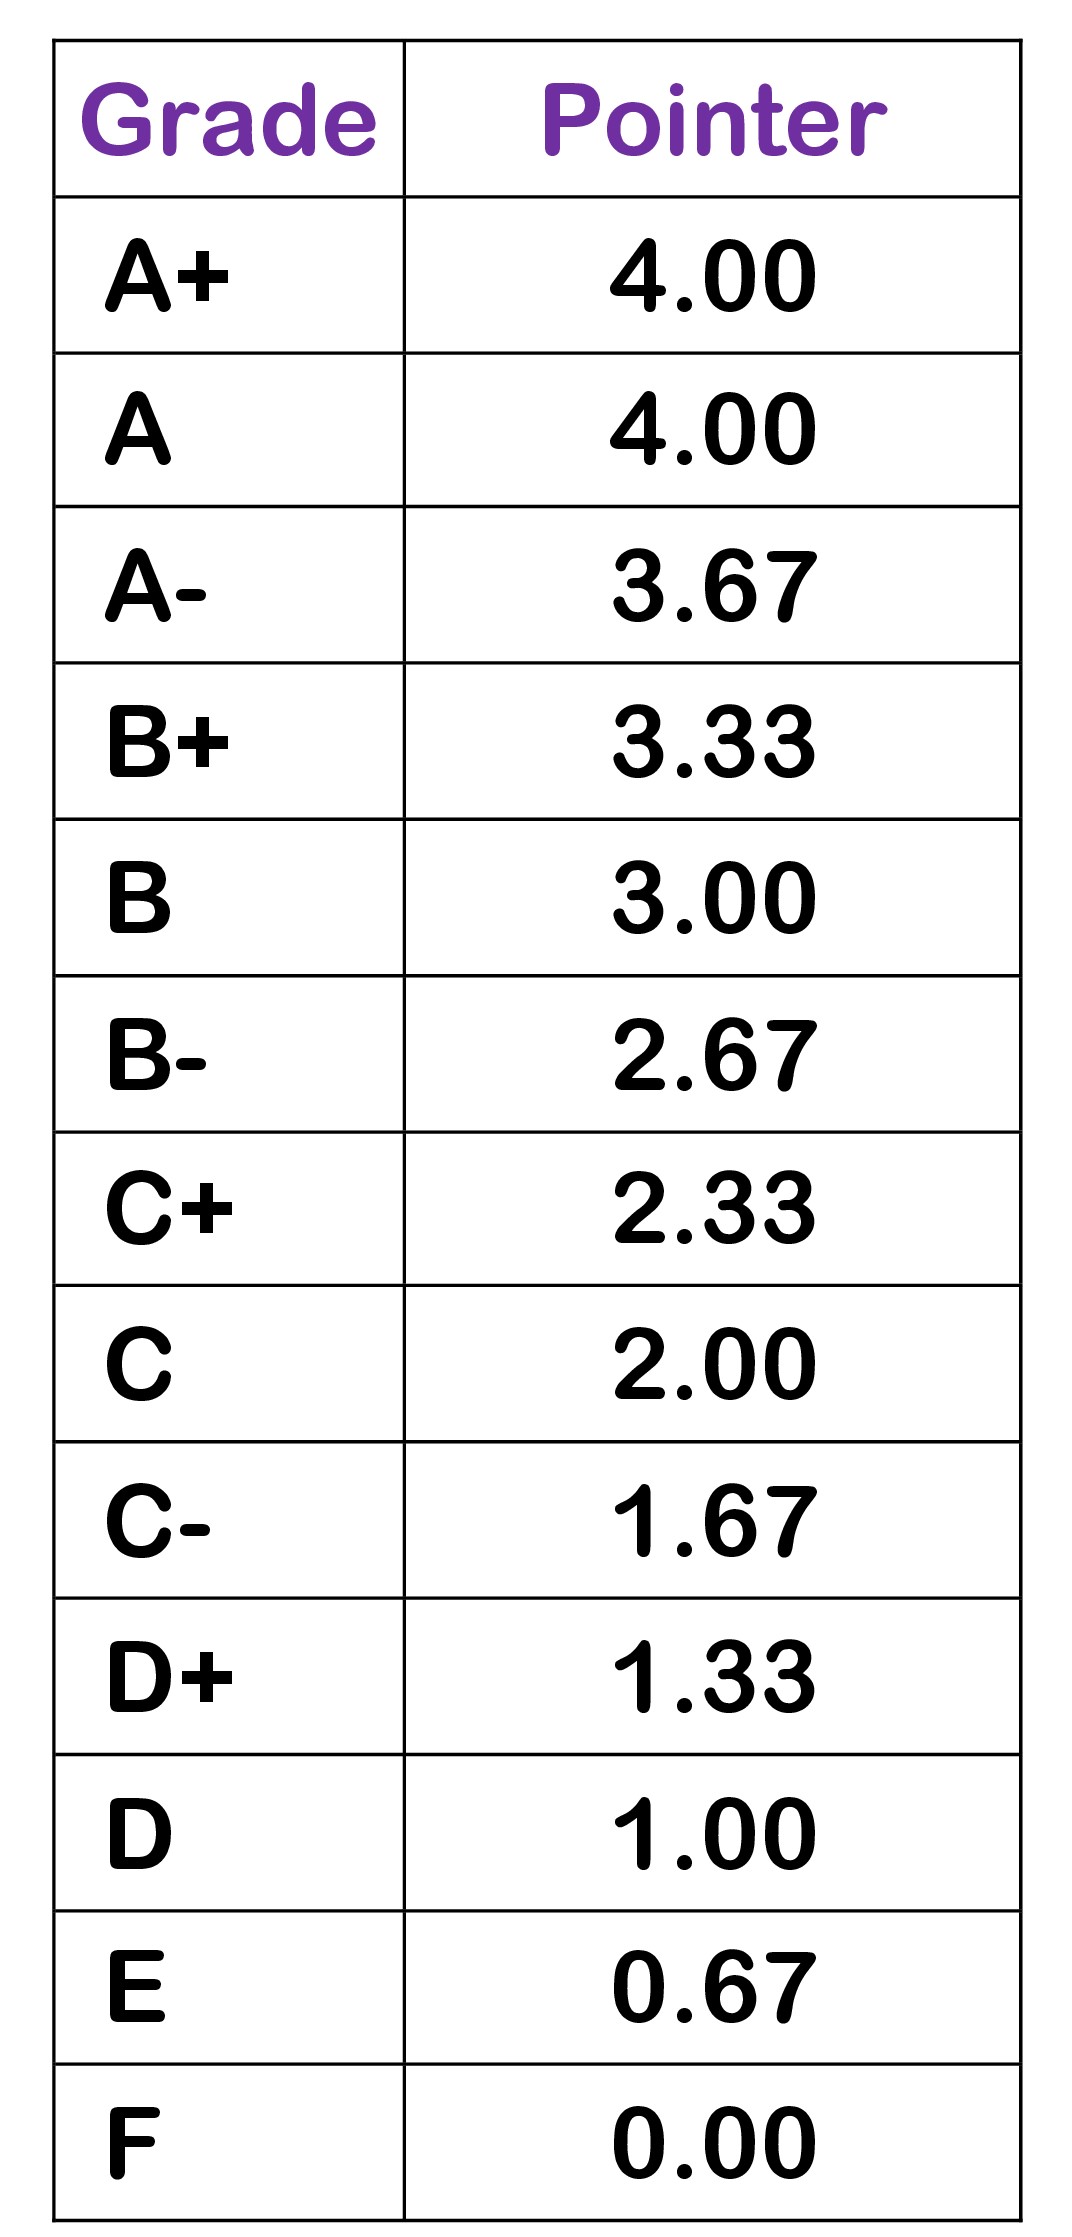 Grade Pointer
A+ 4.00
A 4.00
A- 3.67
B+ 3.33
B 3.00
B- 2.67
C+ 2.33
C 2.00
C- 1.67
D+ 1.33
D 1.00
E 0.67
F 0.00